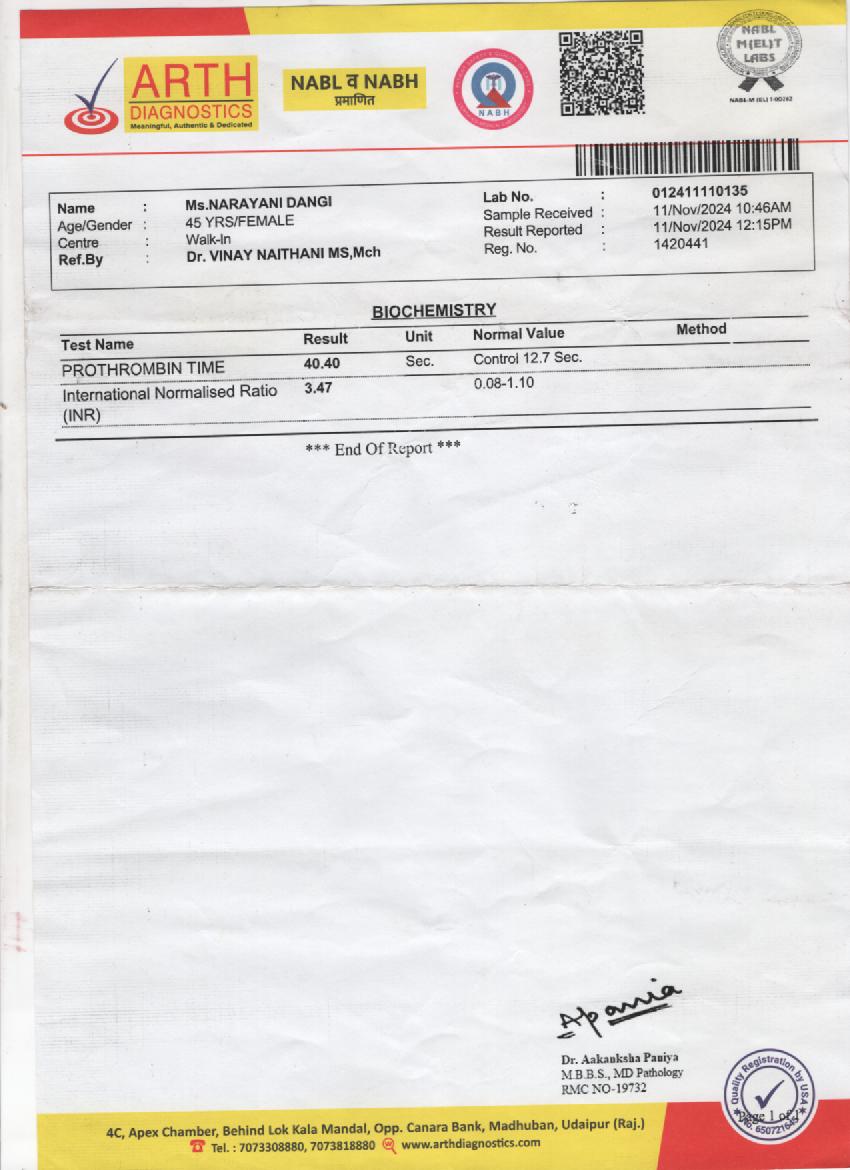 ARTH
DIAGNOSTICS
Meaningful, Authentic & Dedicated
NABL व NABH
प्रमाणित
NABH
NABL
M(EL)T
LABS
Name : Ms.NARAYANI DANGI
Age/Gender : 45 YRS/FEMALE
Centre : Walk-In
Ref.By : Dr. VINAY NAITHANI MS,Mch
Lab No. : 012411110135
Sample Received : 11/Nov/2024 10:46AM
Result Reported : 11/Nov/2024 12:15PM
Reg. No. : 1420441
BIOCHEMISTRY
Test Name Result Unit Normal Value Method
PROTHROMBIN TIME 40.40 Sec. Control 12.7 Sec.
International Normalised Ratio 3.47 0.08-1.10
(INR)
*** End Of Report ***
Apania
Dr. Aakanksha Paniya
M.B.B.S., MD Pathology
RMC NO-19732
Quality Registration by USA
Page 1 of 1
4C, Apex Chamber, Behind Lok Kala Mandal, Opp. Canara Bank, Madhuban, Udaipur (Raj.)
Tel. : 7073308880, 7073818880 www.arthdiagnostics.com